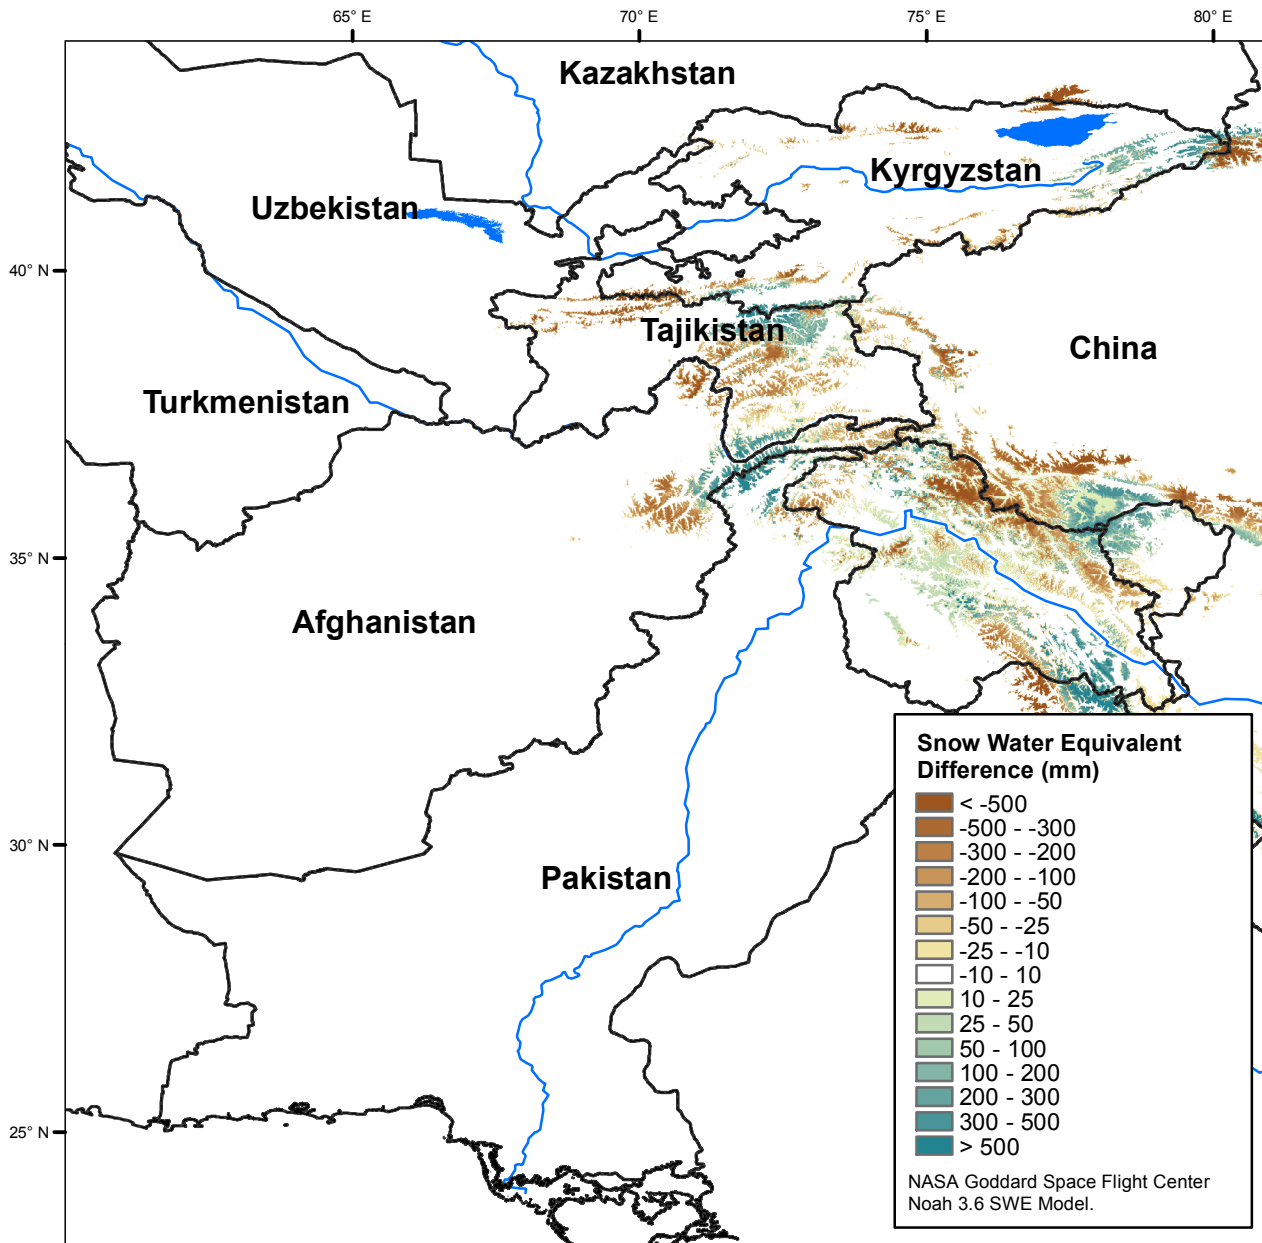 65° E
70° E
75° E
80° E
Kazakhstan
Kyrgyzstan
Uzbekistan
40° N
Tajikistan
China
Turkmenistan
35° N
Afghanistan
Snow Water Equivalent
Difference (mm)
< -500
-500 - -300
-300 - -200
-200 - -100
-100 - -50
-50 - -25
-25 - -10
-10 - 10
10 - 25
25 - 50
50 - 100
100 - 200
200 - 300
300 - 500
> 500
NASA Goddard Space Flight Center
Noah 3.6 SWE Model.
30° N
Pakistan
25° N